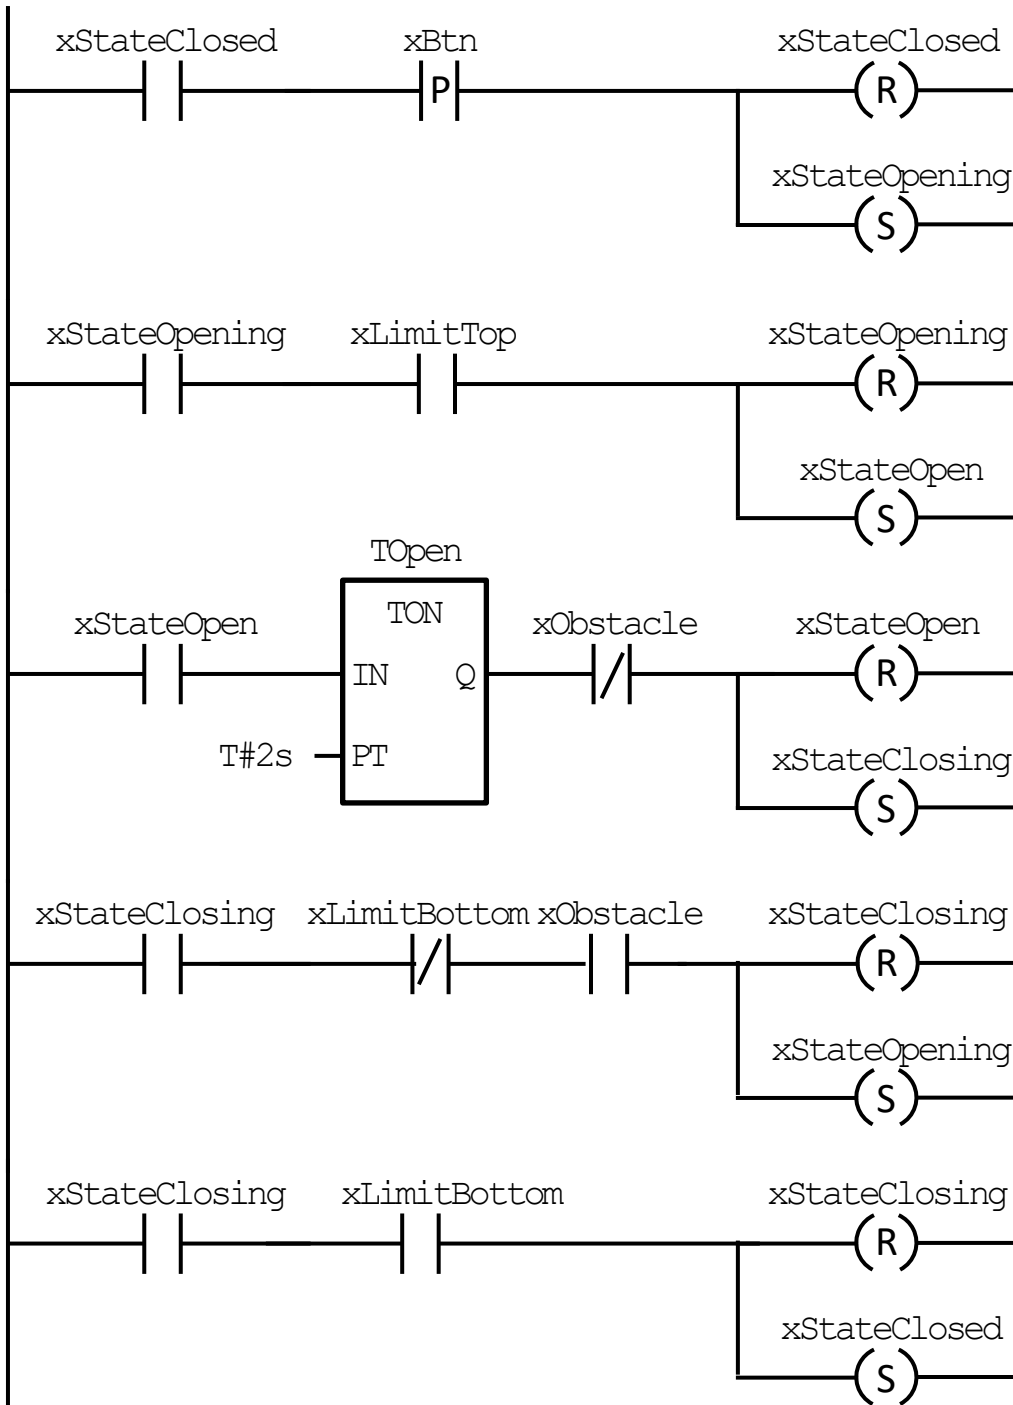 xStateClosed xBtn xStateClosed
P R
xStateOpening
S
xStateOpening xLimitTop xStateOpening
R
xStateOpen
S
TOpen
TON
xStateOpen xObstacle xStateOpen
IN Q R
T#2s PT
xStateClosing
S
xStateClosing xLimitBottom xObstacle xStateClosing
R
xStateOpening
S
xStateClosing xLimitBottom xStateClosing
R
xStateClosed
S